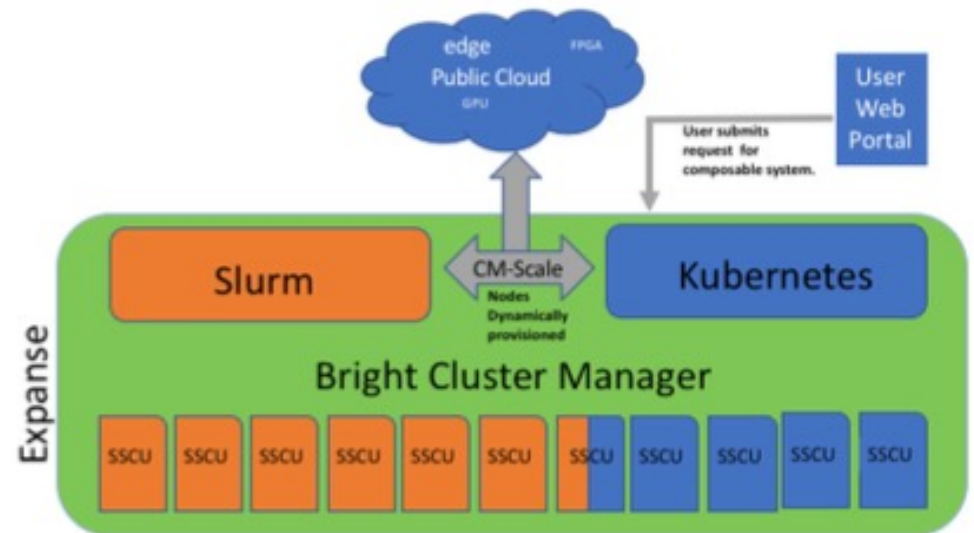 edge
FPGA
Public Cloud
GPU
User
Web
Portal
User submits
request for
composable system.
Slurm
CM-Scale
Kubernetes
Nodes
Dynamically
provisioned
Bright Cluster Manager
Expanse
SSCU
SSCU
SSCU
SSCU
SSCU
SSCU
SSCU
SSCU
SSCU
SSCU
SSCU